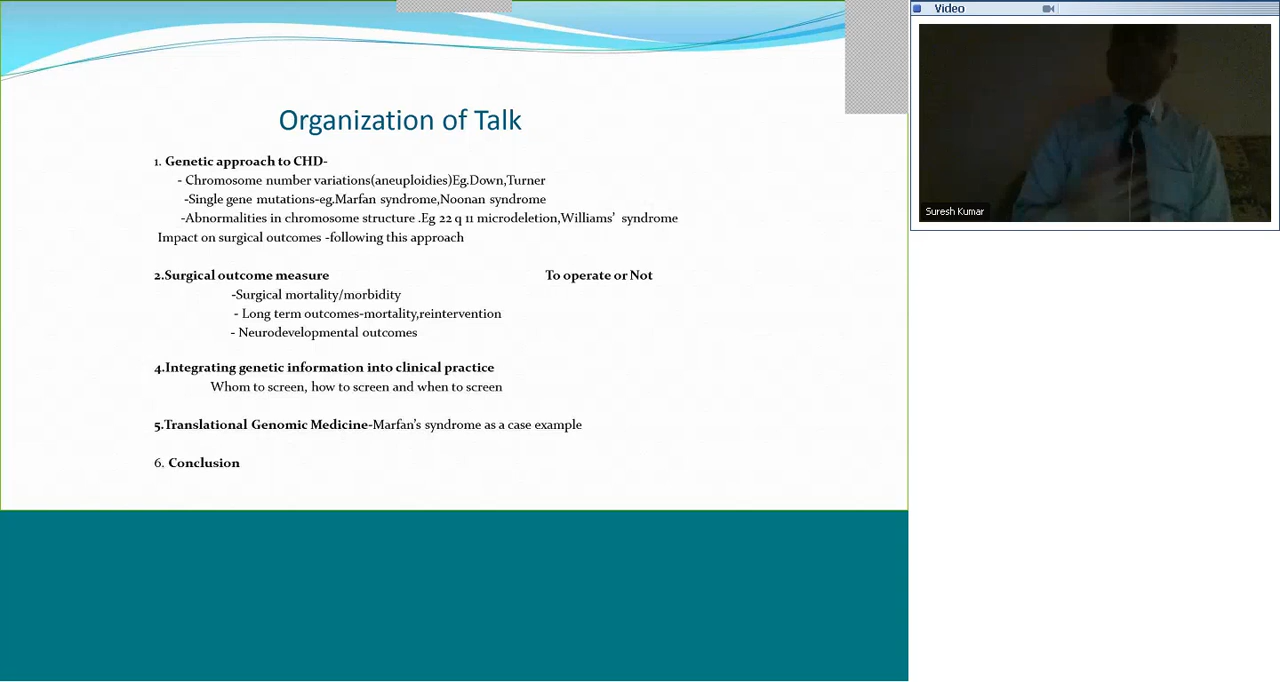 Video
Organization of Talk
1. Genetic approach to CHD-
- Chromosome number variations(aneuploidies)Eg.Down,Turner
-Single gene mutations-eg.Marfan syndrome,Noonan syndrome
-Abnormalities in chromosome structure .Eg 22 q 11 microdeletion,Williams' syndrome
Impact on surgical outcomes -following this approach
2.Surgical outcome measure To operate or Not
-Surgical mortality/morbidity
- Long term outcomes-mortality,reintervention
- Neurodevelopmental outcomes
4.Integrating genetic information into clinical practice
Whom to screen, how to screen and when to screen
5.Translational Genomic Medicine-Marfan's syndrome as a case example
6. Conclusion
Suresh Kumar